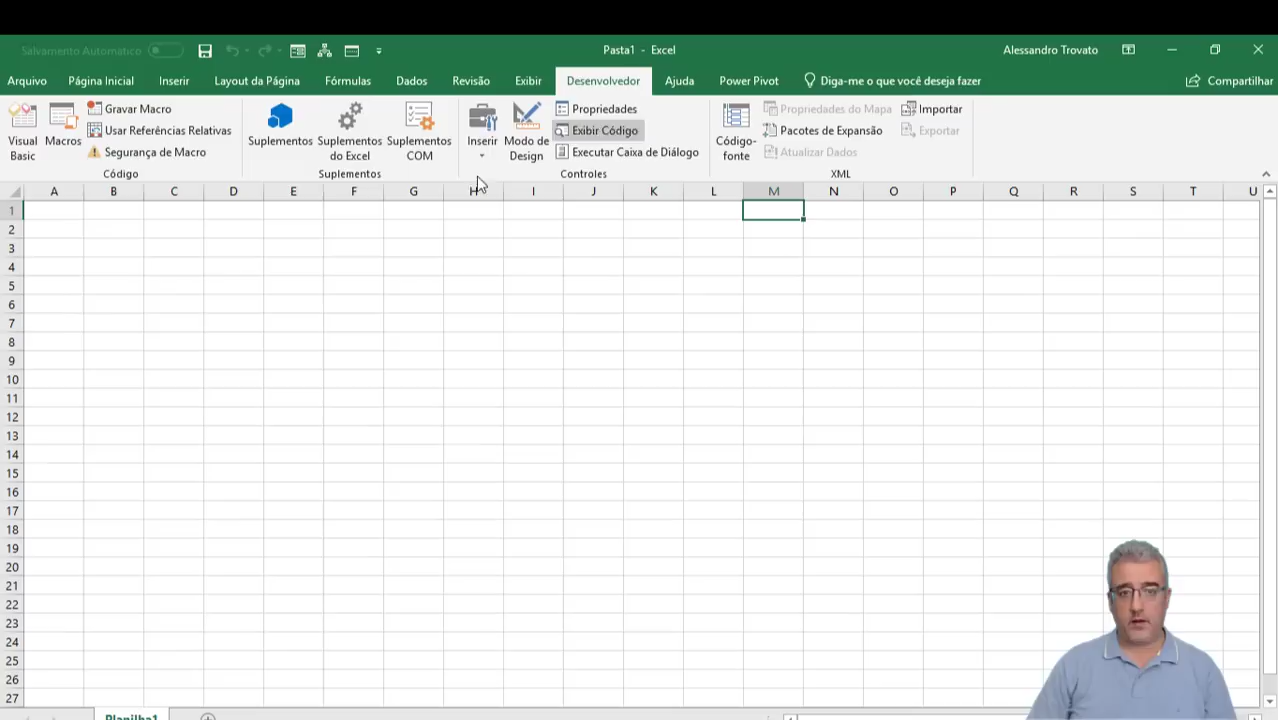 Salvamento Automático
Pasta1 - Excel
Alessandro Trovato
Arquivo Página Inicial Inserir Layout da Página Fórmulas Dados Revisão Exibir Desenvolvedor Ajuda Power Pivot Diga-me o que você deseja fazer Compartilhar
Visual Basic
Macros
Gravar Macro
Usar Referências Relativas
Segurança de Macro
Código
Suplementos
Suplementos do Excel
Suplementos COM
Suplementos
Inserir
Modo de Design
Propriedades
Exibir Código
Executar Caixa de Diálogo
Controles
Código-fonte
Propriedades do Mapa
Pacotes de Expansão
Atualizar Dados
Importar
Exportar
XML
A B C D E F G H I J K L M N O P Q R S T U
1
2
3
4
5
6
7
8
9
10
11
12
13
14
15
16
17
18
19
20
21
22
23
24
25
26
27
Planilha1